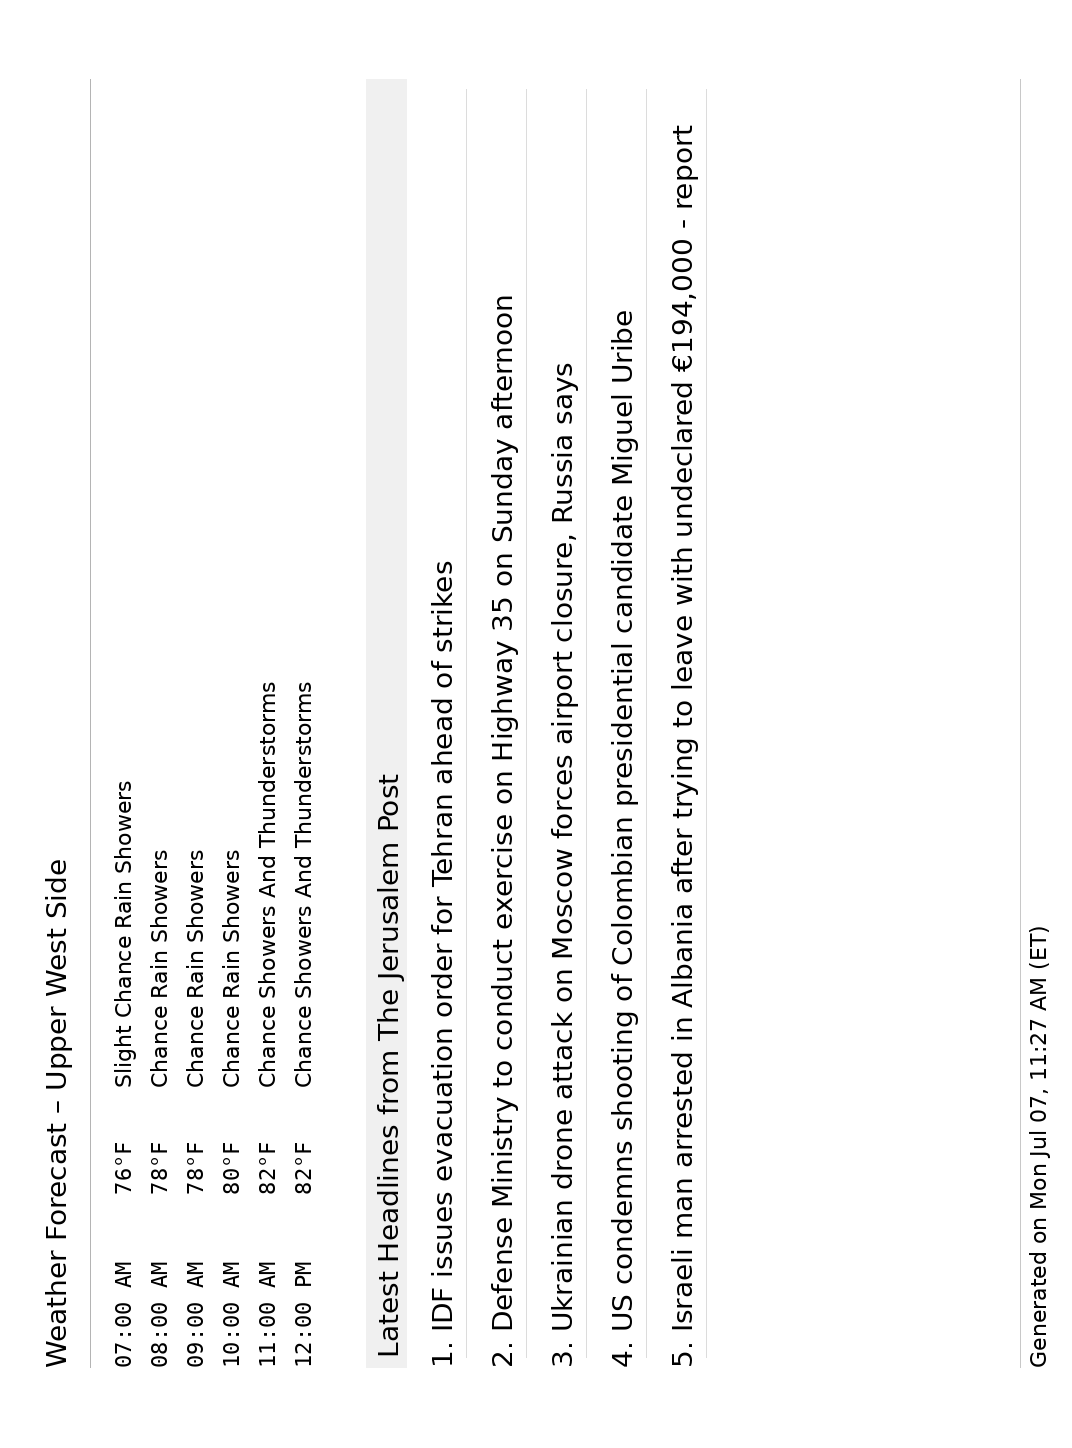 Weather Forecast – Upper West Side
07:00 AM 76°F Slight Chance Rain Showers
08:00 AM 78°F Chance Rain Showers
09:00 AM 78°F Chance Rain Showers
10:00 AM 80°F Chance Rain Showers
11:00 AM 82°F Chance Showers And Thunderstorms
12:00 PM 82°F Chance Showers And Thunderstorms
Latest Headlines from The Jerusalem Post
1. IDF issues evacuation order for Tehran ahead of strikes
2. Defense Ministry to conduct exercise on Highway 35 on Sunday afternoon
3. Ukrainian drone attack on Moscow forces airport closure, Russia says
4. US condemns shooting of Colombian presidential candidate Miguel Uribe
5. Israeli man arrested in Albania after trying to leave with undeclared €194,000 - report
Generated on Mon Jul 07, 11:27 AM (ET)